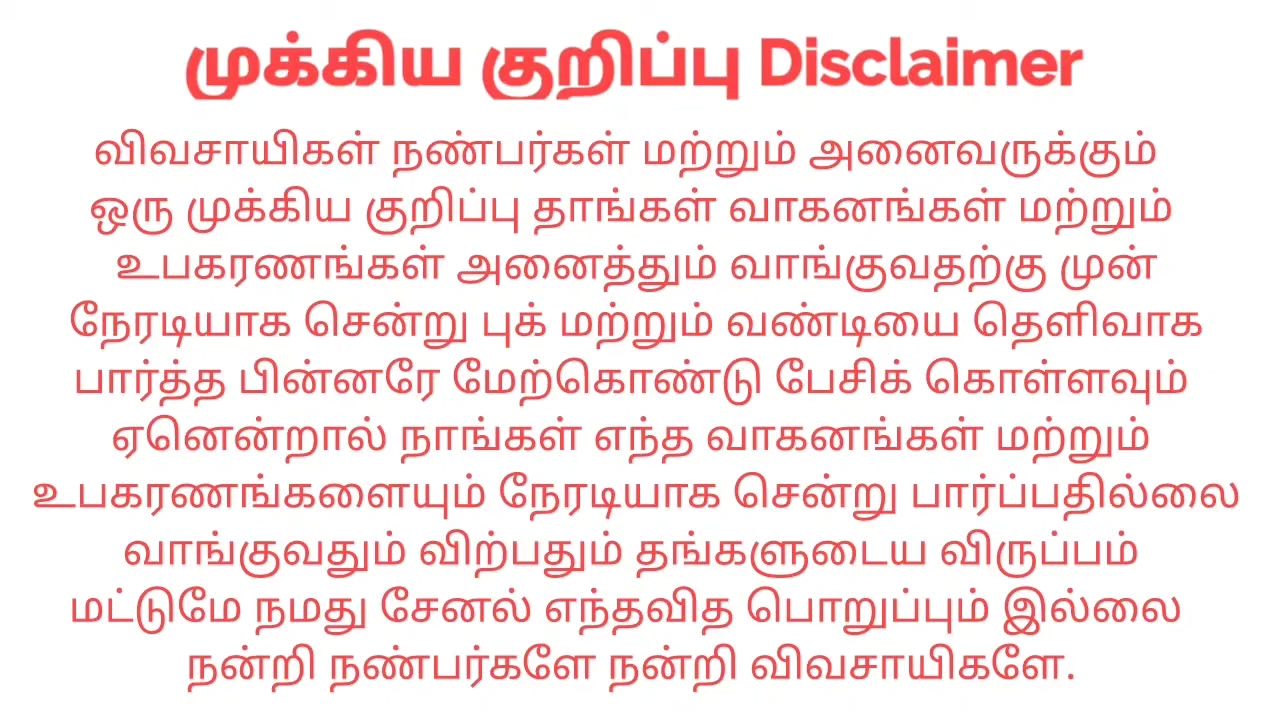 முக்கிய குறிப்பு Disclaimer
விவசாயிகள் நண்பர்கள் மற்றும் அனைவருக்கும்
ஒரு முக்கிய குறிப்பு தாங்கள் வாகனங்கள் மற்றும்
உபகரணங்கள் அனைத்தும் வாங்குவதற்கு முன்
நேரடியாக சென்று புக் மற்றும் வண்டியை தெளிவாக
பார்த்த பின்னரே மேற்கொண்டு பேசிக் கொள்ளவும்
ஏனென்றால் நாங்கள் எந்த வாகனங்கள் மற்றும்
உபகரணங்களையும் நேரடியாக சென்று பார்ப்பதில்லை
வாங்குவதும் விற்பதும் தங்களுடைய விருப்பம்
மட்டுமே நமது சேனல் எந்தவித பொறுப்பும் இல்லை
நன்றி நண்பர்களே நன்றி விவசாயிகளே.